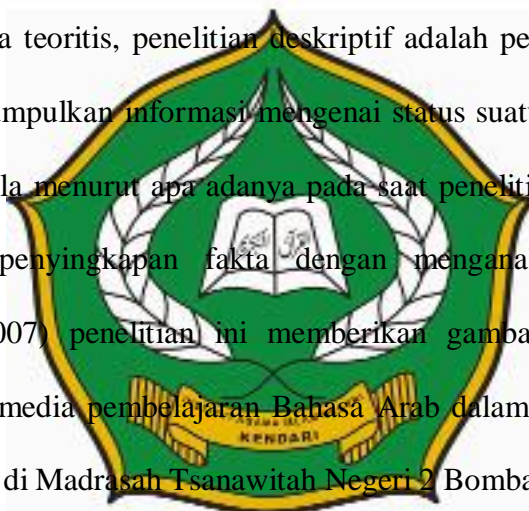 a teoritis, penelitian deskriptif adalah pe
mpulkan informasi mengenai status suat
la menurut apa adanya pada saat peneliti
penyingkapan fakta dengan mengana
007) penelitian ini memberikan gamba
media pembelajaran Bahasa Arab dalam
KENDARI
di Madrasah Tsanawitah Negeri 2 Bomba